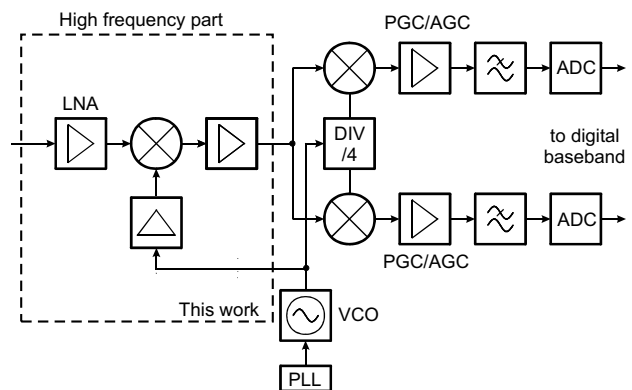 High frequency part
PGC/AGC
LNA
ADC
DIV
/4
to digital
baseband
ADC
PGC/AGC
This work
VCO
PLL